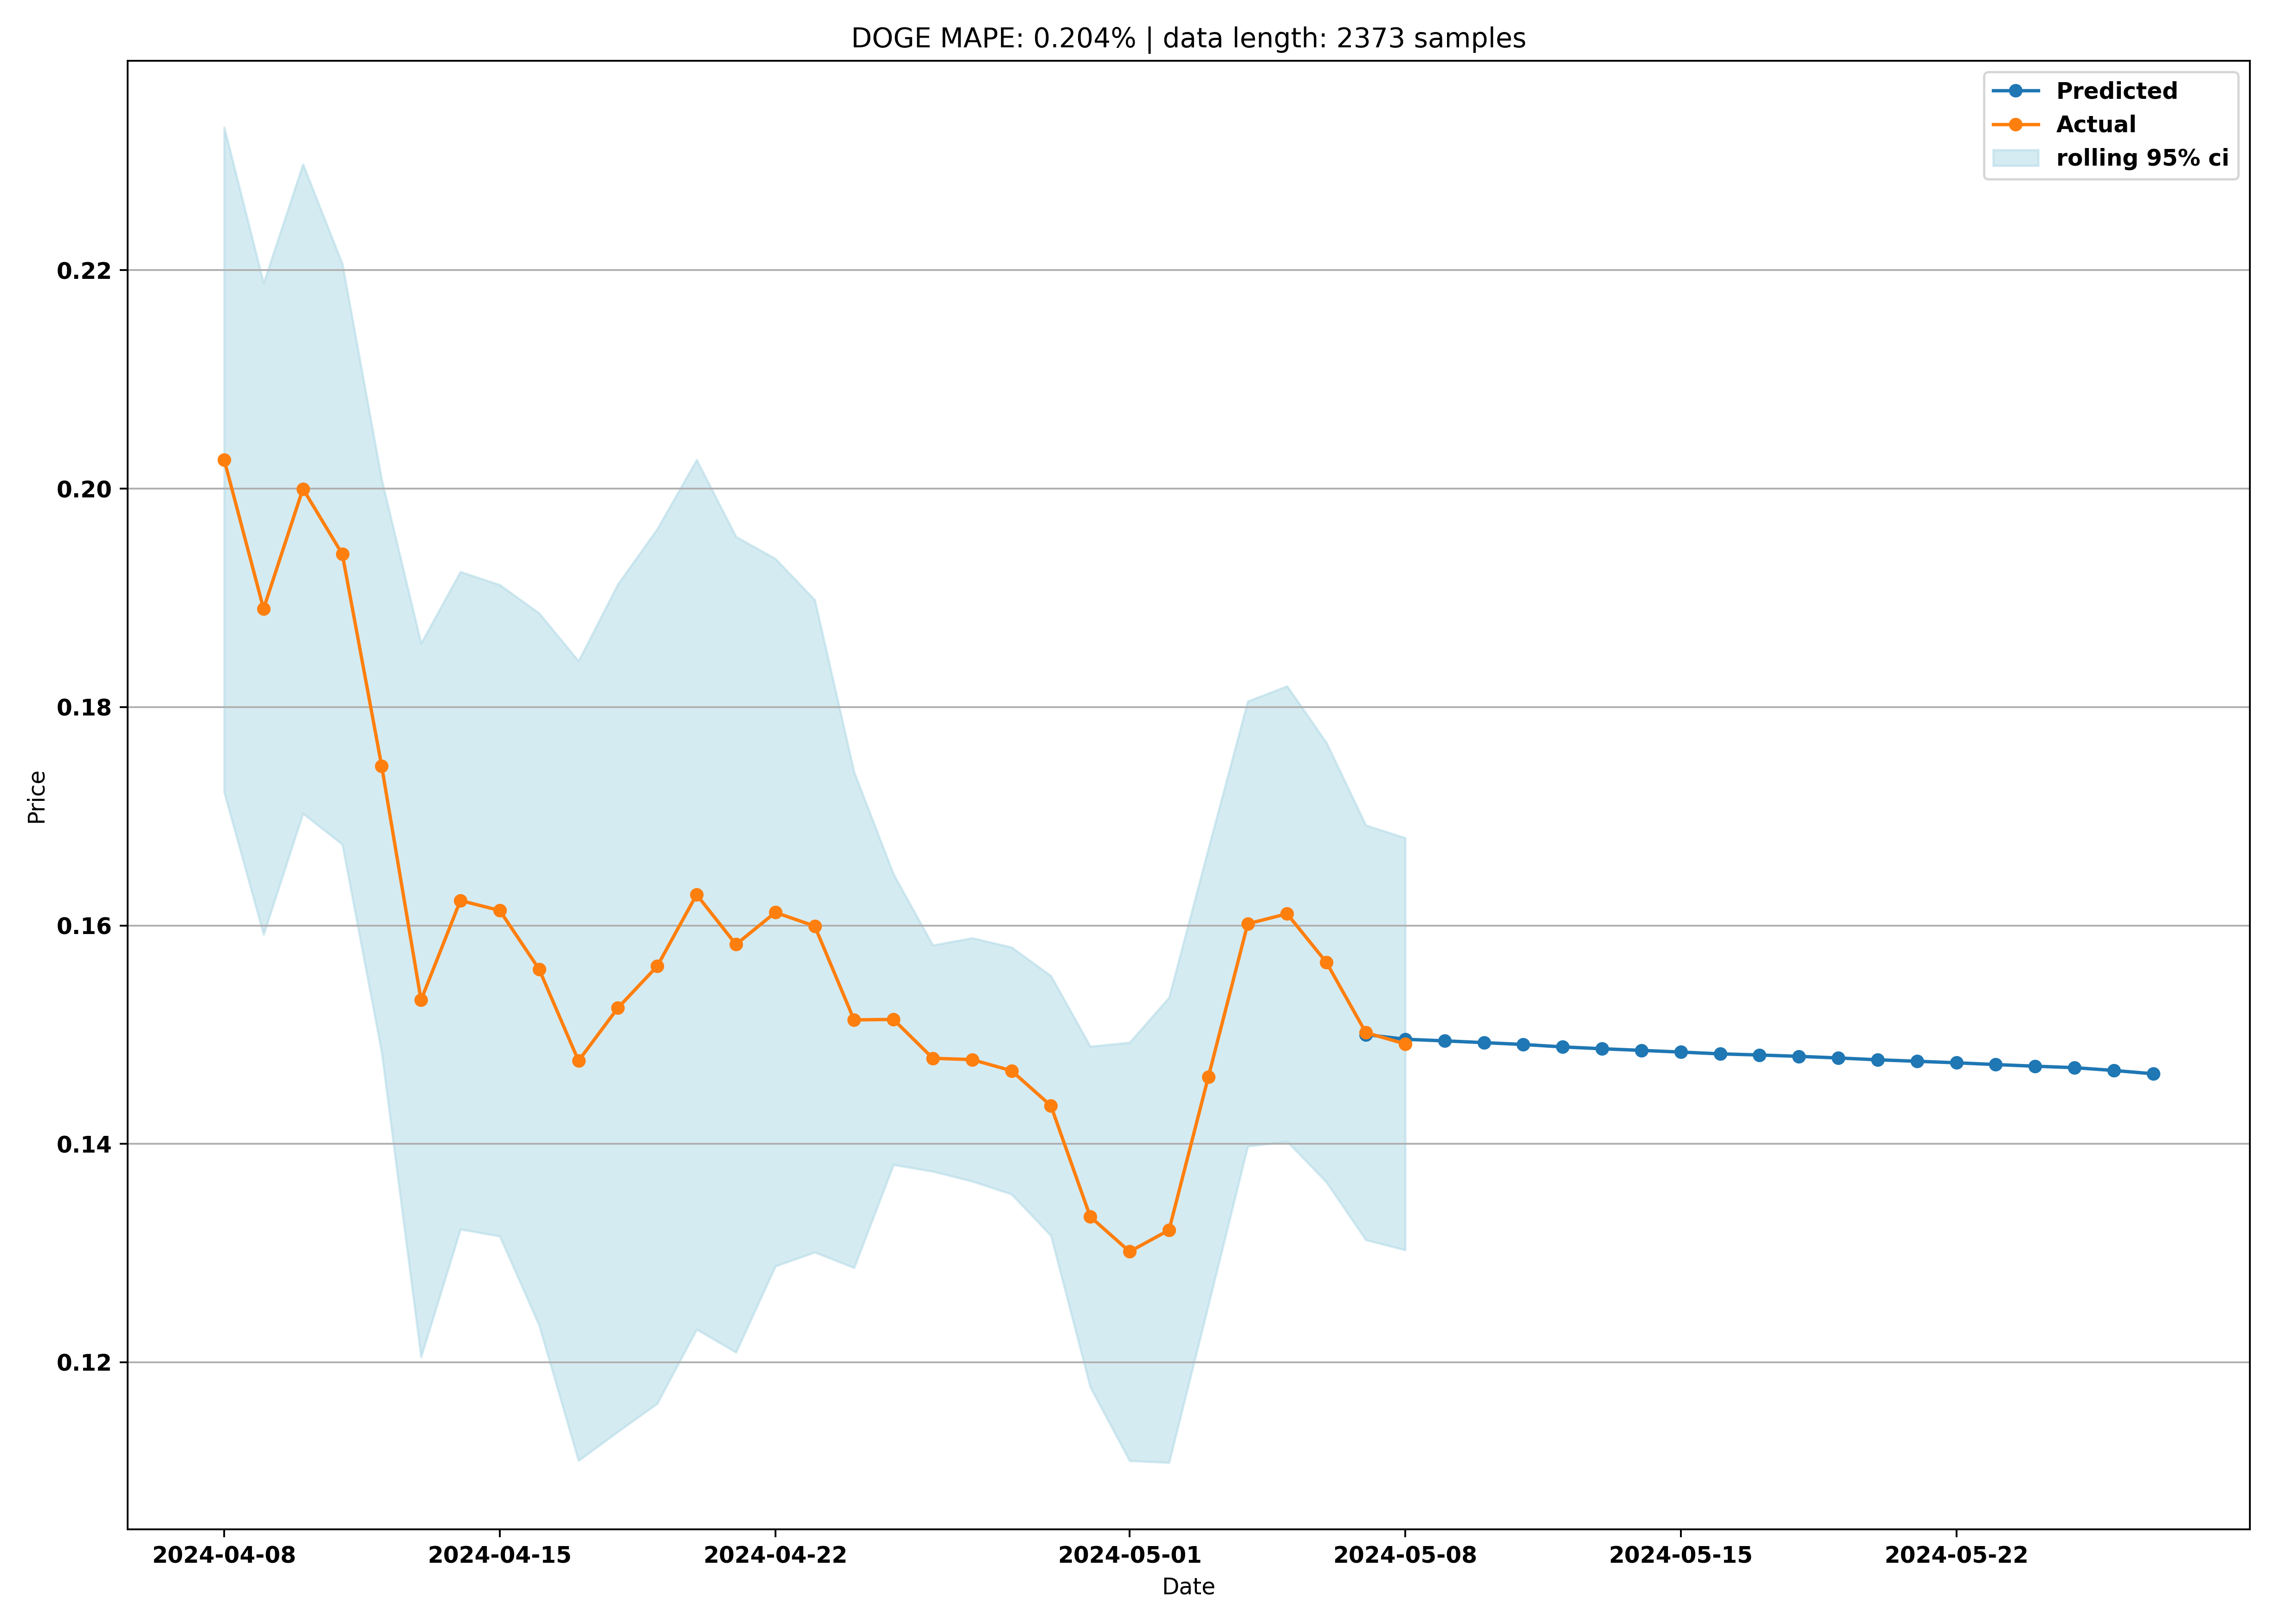 DOGE MAPE: 0.204% | data length: 2373 samples
Predicted
Actual
rolling 95% ci
0.22
0.20
0.18
0.16
0.14
0.12
Price
2024-04-08
2024-04-15
2024-04-22
2024-05-01
2024-05-08
2024-05-15
2024-05-22
Date